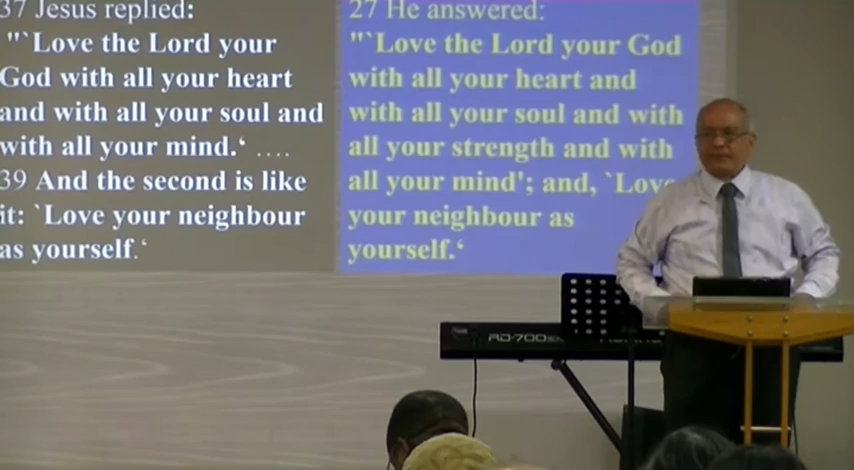 37 Jesus replied:
"`Love the Lord your
God with all your heart
and with all your soul and
with all your mind.‘ ....
39 And the second is like
it: `Love your neighbour
as yourself.‘
27 He answered:
"`Love the Lord your God
with all your heart and
with all your soul and with
all your strength and with
all your mind'; and, `Love
your neighbour as
yourself.‘
RD-700